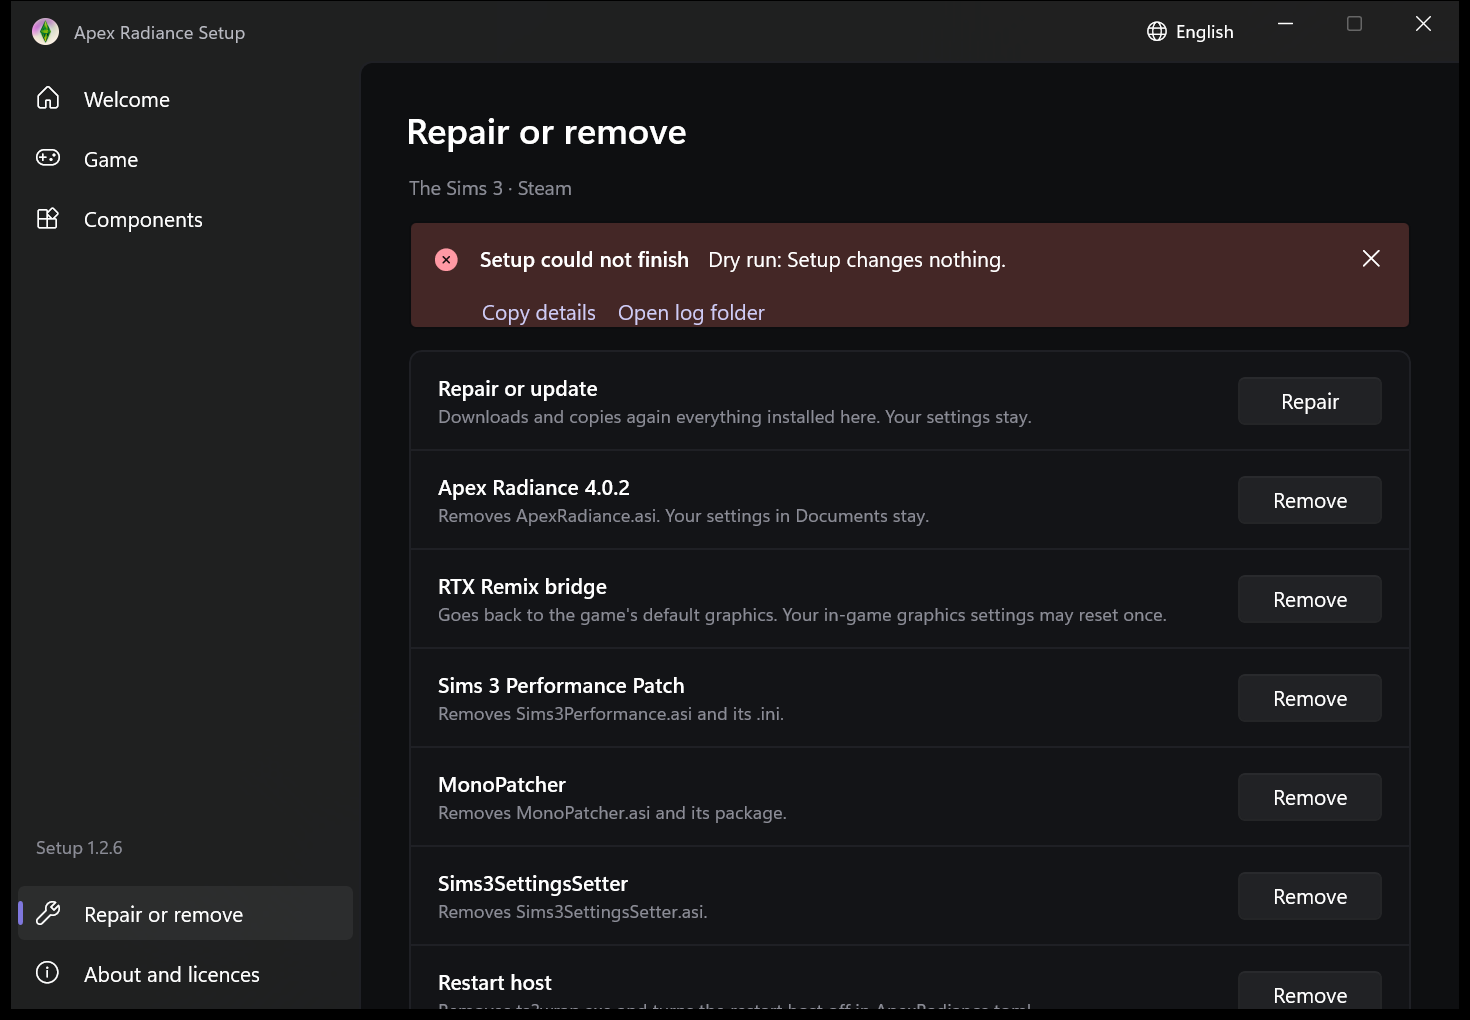 Apex Radiance Setup
English
Welcome
Game
Components
Setup 1.2.6
Repair or remove
About and licences
Repair or remove
The Sims 3 · Steam
Setup could not finish Dry run: Setup changes nothing.
Copy details Open log folder
Repair or update
Downloads and copies again everything installed here. Your settings stay.
Repair
Apex Radiance 4.0.2
Removes ApexRadiance.asi. Your settings in Documents stay.
Remove
RTX Remix bridge
Goes back to the game's default graphics. Your in-game graphics settings may reset once.
Remove
Sims 3 Performance Patch
Removes Sims3Performance.asi and its .ini.
Remove
MonoPatcher
Removes MonoPatcher.asi and its package.
Remove
Sims3SettingsSetter
Removes Sims3SettingsSetter.asi.
Remove
Restart host
Remove